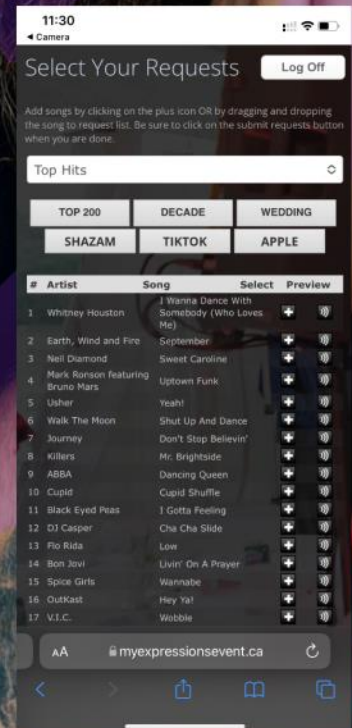 11:30
◄ Camera
Select Your Requests
Log Off
Add songs by clicking on the plus icon OR by dragging and dropping
the song to request list. Be sure to click on the submit requests button
when you are done.
Top Hits
TOP 200 DECADE WEDDING
SHAZAM TIKTOK APPLE
# Artist Song Select Preview
1 Whitney Houston I Wanna Dance With
Somebody (Who Loves
Me)
2 Earth, Wind and Fire September
3 Neil Diamond Sweet Caroline
4 Mark Ronson featuring
Bruno Mars Uptown Funk
5 Usher Yeah!
6 Walk The Moon Shut Up And Dance
7 Journey Don't Stop Believin'
8 Killers Mr. Brightside
9 ABBA Dancing Queen
10 Cupid Cupid Shuffle
11 Black Eyed Peas I Gotta Feeling
12 DJ Casper Cha Cha Slide
13 Flo Rida Low
14 Bon Jovi Livin' On A Prayer
15 Spice Girls Wannabe
16 OutKast Hey Ya!
17 V.I.C. Wobble
AA myexpressionsevent.ca